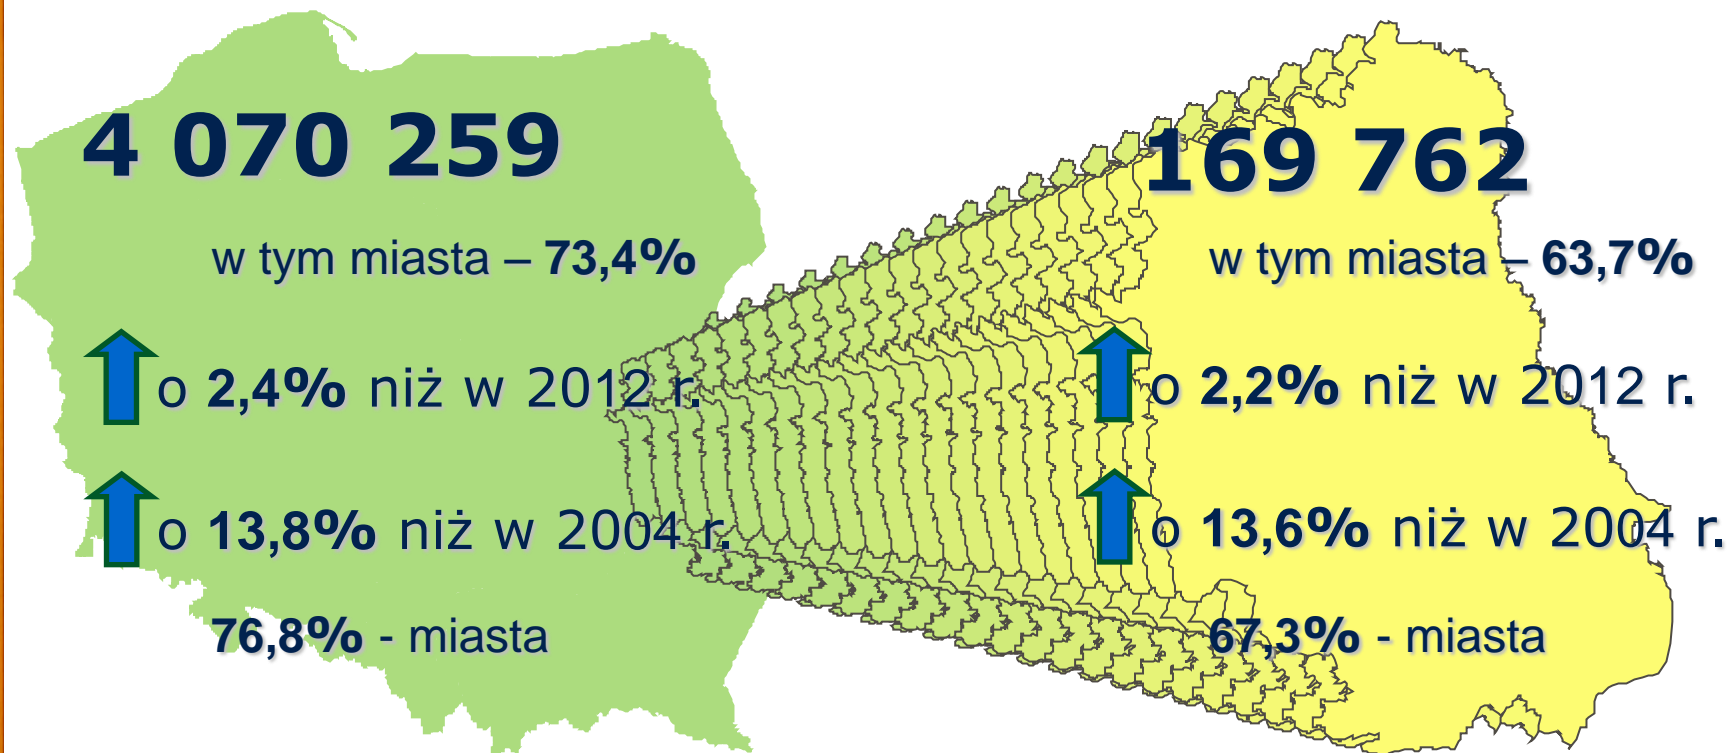 4 070 259
w tym miasta – 73,4%
o 2,4% niż w 2012 r.
o 13,8% niż w 2004 r.
76,8% - miasta
169 762
w tym miasta – 63,7%
o 2,2% niż w 2012 r.
o 13,6% niż w 2004 r.
67,3% - miasta